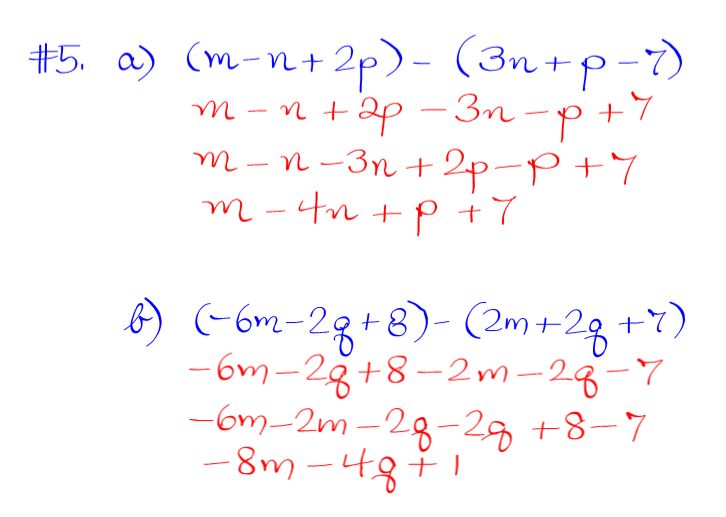 #5. a) (m-n+2p)-(3n+p-7)
m-n+2p-3n-p+7
m-n-3n+2p-p+7
m-4n+p+7
b) (-6m-2q+8)-(2m+2q+7)
-6m-2q+8-2m-2q-7
-6m-2m-2q-2q+8-7
-8m-4q+1